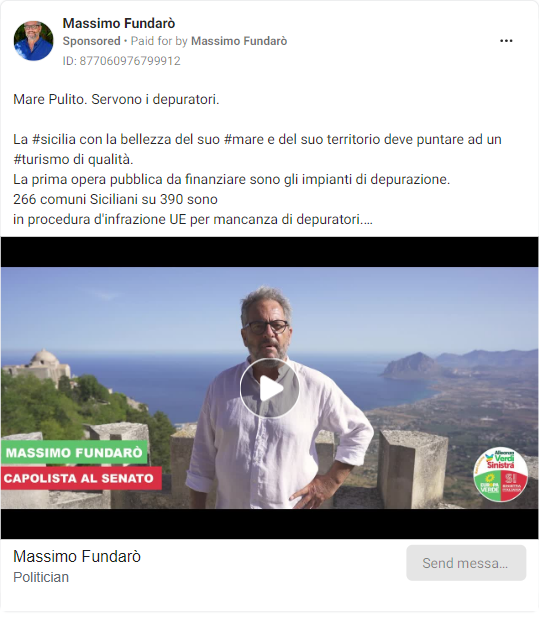 Massimo Fundarò
Sponsored • Paid for by Massimo Fundarò
ID: 877060976799912
Mare Pulito. Servono i depuratori.
La #sicilia con la bellezza del suo #mare e del suo territorio deve puntare ad un
#turismo di qualità.
La prima opera pubblica da finanziare sono gli impianti di depurazione.
266 comuni Siciliani su 390 sono
in procedura d'infrazione UE per mancanza di depuratori....
MASSIMO FUNDARÒ
CAPOLISTA AL SENATO
Alleanza
Verdi
Sinistra
EUROPA
VERDE
SI
SINISTRA ITALIANA
Massimo Fundarò
Politician
Send messa...